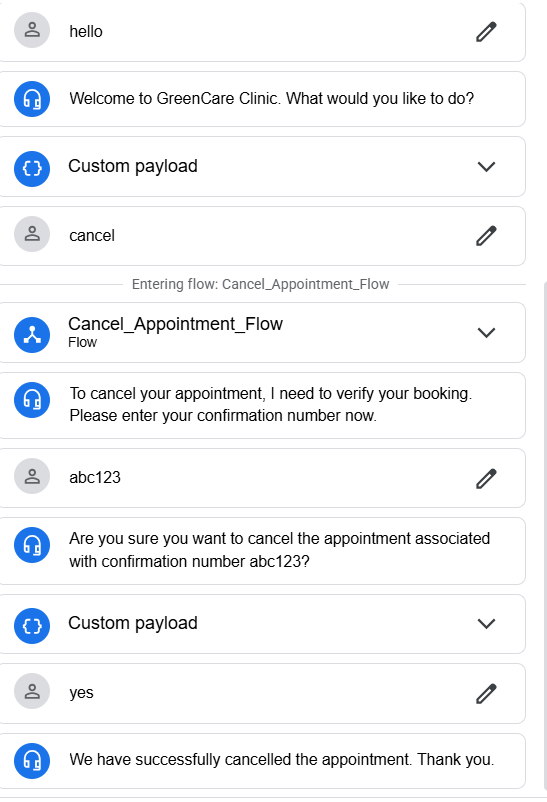 hello
Welcome to GreenCare Clinic. What would you like to do?
Custom payload
cancel
Entering flow: Cancel_Appointment_Flow
Cancel_Appointment_Flow
Flow
To cancel your appointment, I need to verify your booking.
Please enter your confirmation number now.
abc123
Are you sure you want to cancel the appointment associated
with confirmation number abc123?
Custom payload
yes
We have successfully cancelled the appointment. Thank you.